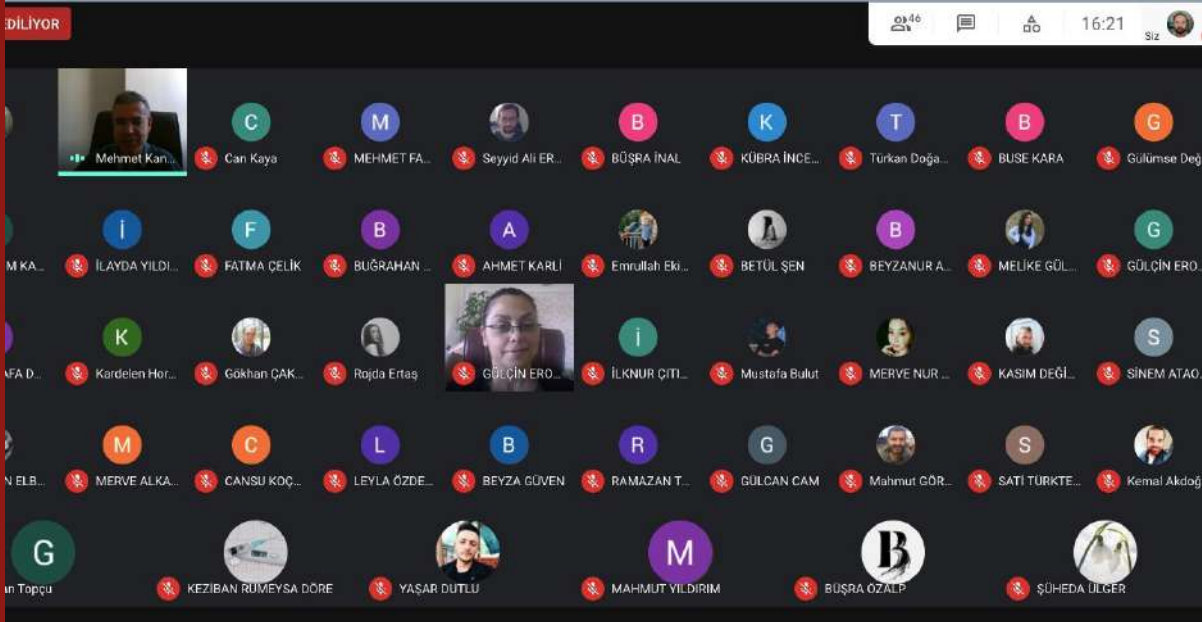 EDİLİYOR
46
16:21
Siz
Mehmet Kan...
C
Can Kaya
M
MEHMET FA...
Seyyid Ali ER...
B
BÜŞRA İNAL
K
KÜBRA İNCE...
T
Türkan Doğa...
B
BUSE KARA
G
Gülümse Değ
M KA...
İ
İLAYDA YILDI...
F
FATMA ÇELİK
B
BUĞRAHAN ...
A
AHMET KARLİ
Emrullah Eki...
BETÜL ŞEN
B
BEYZANUR A...
MELİKE GÜL...
G
GÜLÇİN ERO...
AFA D...
K
Kardelen Hor...
Gökhan ÇAK...
Rojda Ertaş
GÜLÇİN ERO...
İ
İLKNUR ÇITI...
Mustafa Bulut
MERVE NUR ...
KASIM DEĞİ...
S
SİNEM ATAO...
N ELB...
M
MERVE ALKA...
C
CANSU KOÇ...
L
LEYLA ÖZDE...
B
BEYZA GÜVEN
R
RAMAZAN T...
G
GÜLCAN CAM
Mahmut GÖR...
S
SATİ TÜRKTE...
Kemal Akdoğ
G
an Topçu
KEZİBAN RÜMEYSA DÖRE
YAŞAR DUTLU
M
MAHMUT YILDIRIM
B
BÜŞRA ÖZALP
ŞÜHEDA ÜLGER